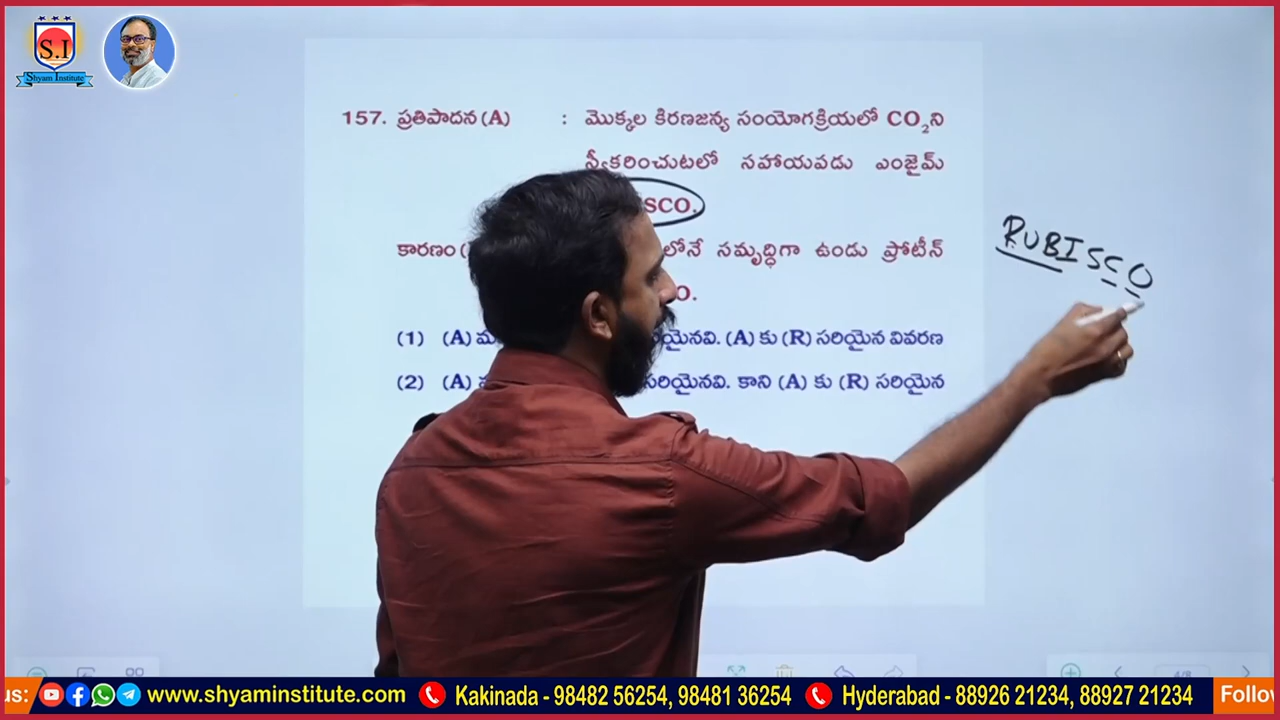 S.I
Shyam Institute
157. ప్రతిపాదన (A) : మొక్కల కిరణజన్య సంయోగక్రియలో CO₂ని
స్వీకరించుటలో సహాయపడు ఎంజైమ్
SCO.
కారణం ( లోనే సమృద్ధిగా ఉండు ప్రోటీన్
O.
(1) (A) మ యైనవి. (A) కు (R) సరియైన వివరణ
(2) (A) సరియైనవి. కాని (A) కు (R) సరియైన
RUBISCO
us: www.shyaminstitute.com Kakinada - 98482 56254, 98481 36254 Hyderabad - 88926 21234, 88927 21234 Follow